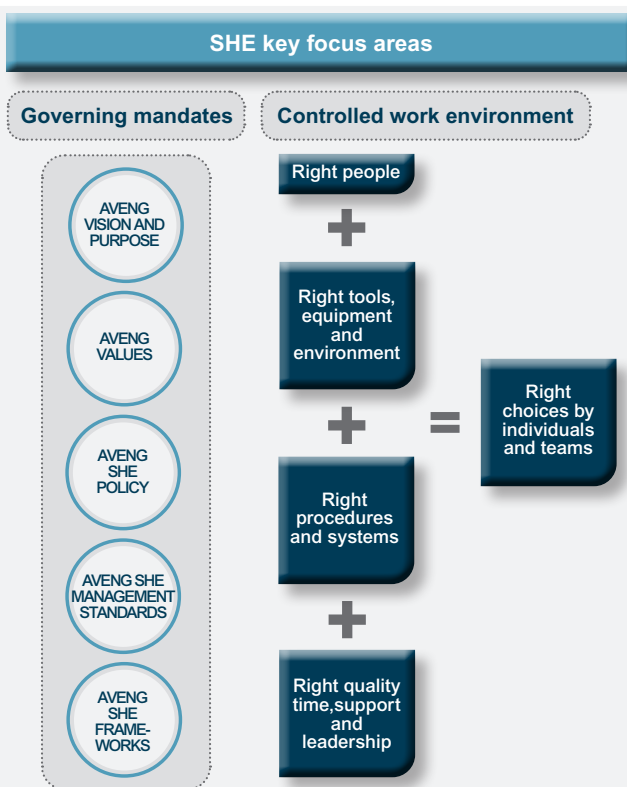 SHE key focus areas
Governing mandates
AVENG
VISION AND
PURPOSE
AVENG
VALUES
AVENG
SHE
POLICY
AVENG SHE
MANAGEMENT
STANDARDS
AVENG
SHE
FRAME-
WORKS
Controlled work environment
Right people
+
Right tools,
equipment
and
environment
+
Right
procedures
and systems
+
Right quality
time,support
and
leadership
=
Right
choices by
individuals
and teams